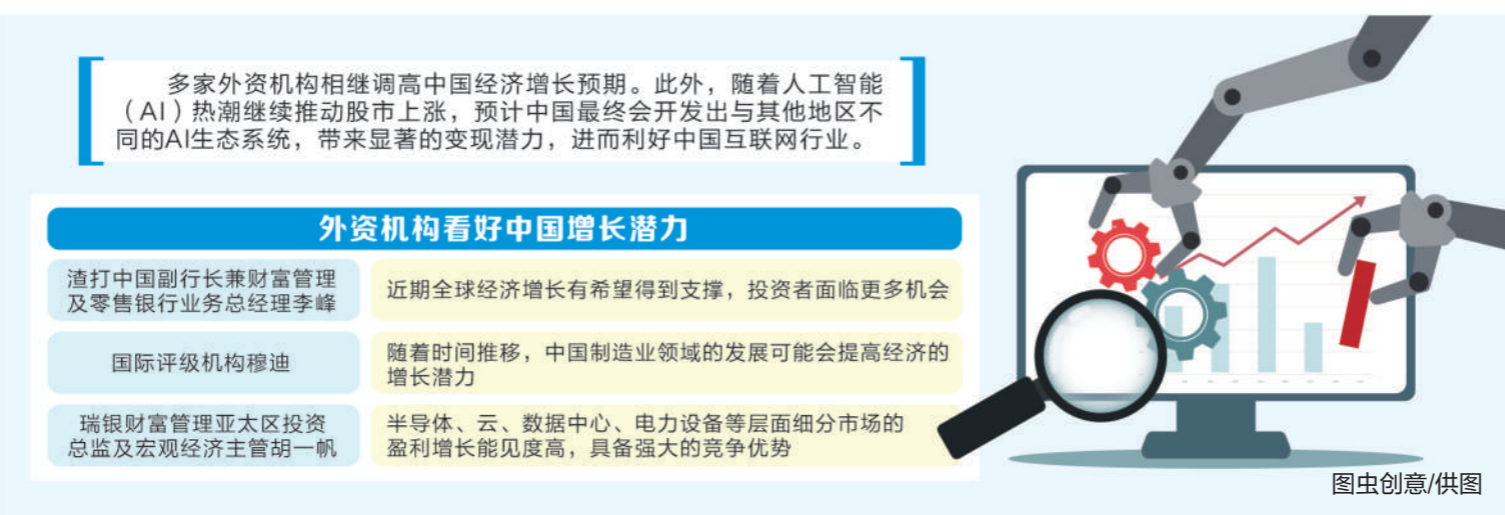 多家外资机构相继调高中国经济增长预期。此外，随着人工智能
（AI）热潮继续推动股市上涨，预计中国最终会开发出与其他地区不
同的AI生态系统，带来显著的变现潜力，进而利好中国互联网行业。
外资机构看好中国增长潜力
渣打中国副行长兼财富管理
及零售银行业务总经理李峰
近期全球经济增长有希望得到支撑，投资者面临更多机会
国际评级机构穆迪
随着时间推移，中国制造业领域的发展可能会提高经济的
增长潜力
瑞银财富管理亚太区投资
总监及宏观经济主管胡一帆
半导体、云、数据中心、电力设备等层面细分市场的
盈利增长能见度高，具备强大的竞争优势
图虫创意/供图